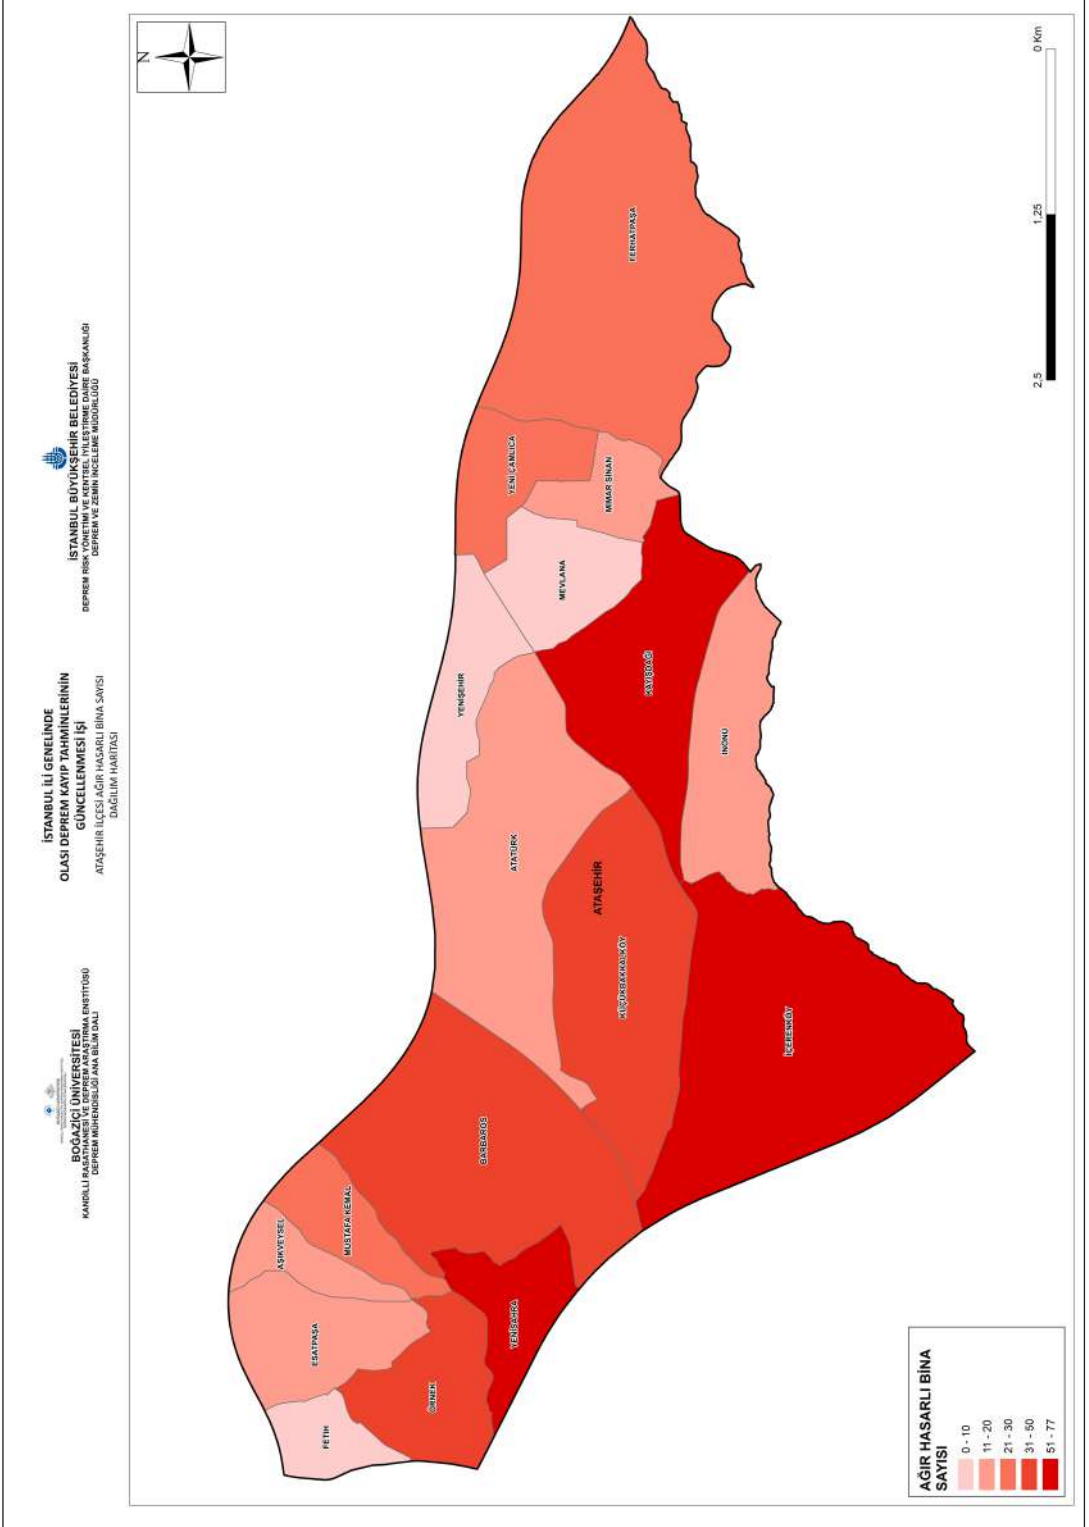 BOĞAZİÇİ ÜNİVERSİTESİ
KANDİLLİ RASATHANESİ VE DEPREM ARAŞTIRMA ENSTİTÜSÜ
DEPREM MÜHENDİSLİĞİ ANA BİLİM DALI
İSTANBUL İLİ GENELİNDE
OLASI DEPREM KAYIP TAHMİNLERİNİN
GÜNCELLENMESİ İŞİ
ATAŞEHİR İLÇESİ AĞIR HASARLI BİNA SAYISI
DAĞILIM HARİTASI
İSTANBUL BÜYÜKŞEHİR BELEDİYESİ
DEPREM RİSK YÖNETİMİ VE KENTSEL İYİLEŞTİRME DAİRE BAŞKANLIĞI
DEPREM VE ZEMİN İNCELEME MÜDÜRLÜĞÜ
N
FETİH
ESATPAŞA
AŞIKVEYSEL
MUSTAFA KEMAL
ÖRNEK
YENİSAHRA
BARBAROS
ATATÜRK
YENİŞEHİR
KÜÇÜKBAKKALKÖY
ATAŞEHİR
İÇERENKÖY
İNÖNÜ
KAYIŞDAĞI
MEVLANA
YENİ ÇAMLICA
MİMAR SİNAN
FERHATPAŞA
AĞIR HASARLI BİNA
SAYISI
0 - 10
11 - 20
21 - 30
31 - 50
51 - 77
2,5 1,25 0 Km